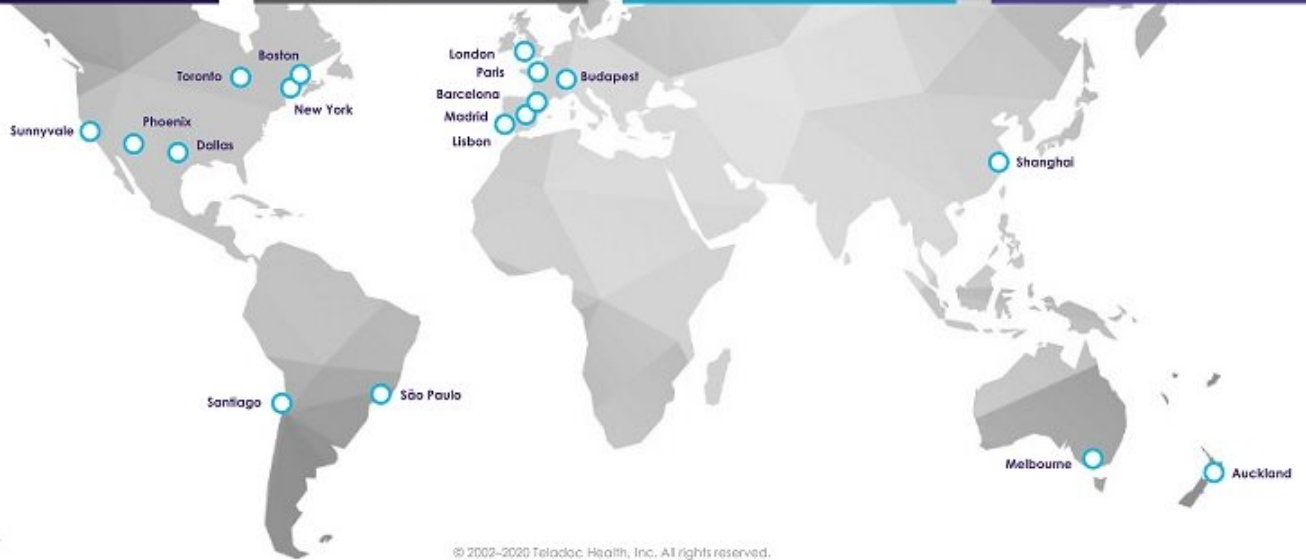 Boston
Toronto
New York
Phoenix
Sunnyvale
Dallas
London
Paris
Budapest
Barcelona
Madrid
Lisbon
Shanghai
Santiago
São Paulo
Melbourne
Auckland
© 2002–2020 Teladoc Health, Inc. All rights reserved.